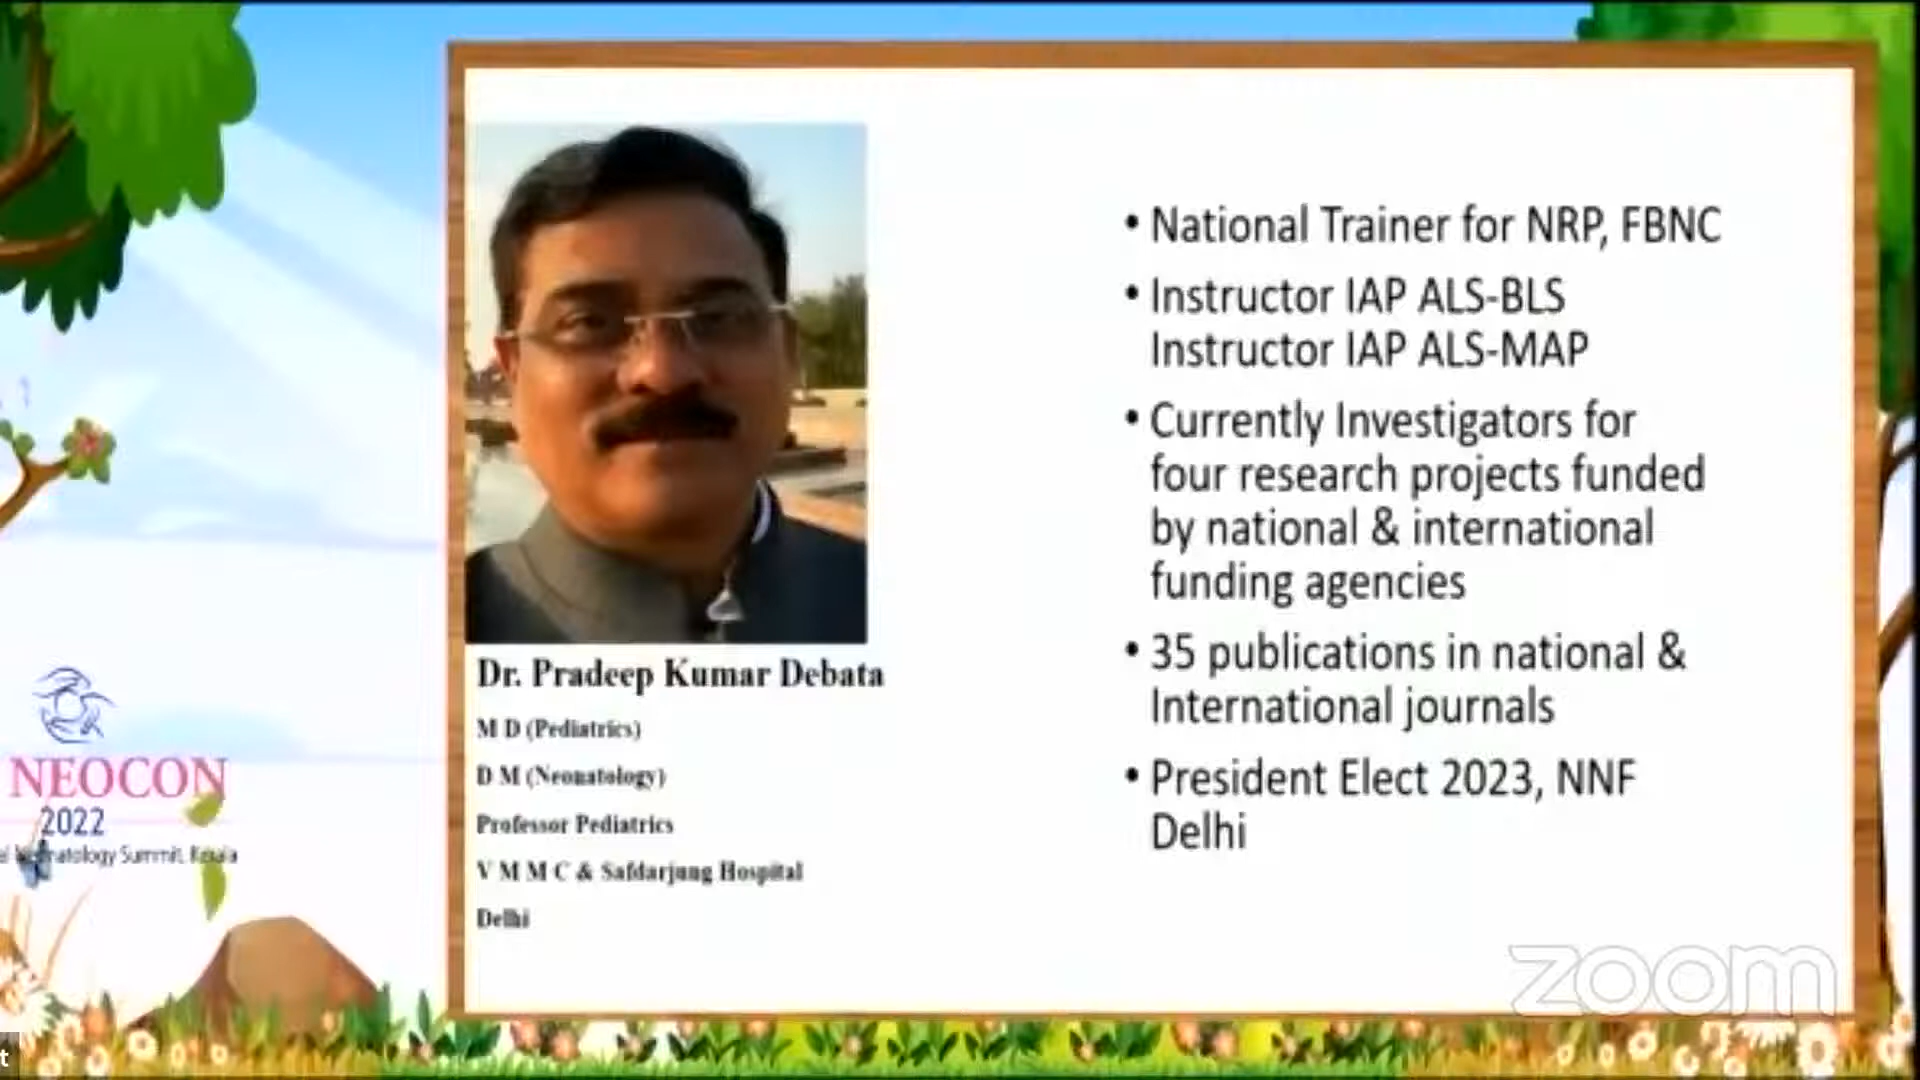 Dr. Pradeep Kumar Debata
M D (Pediatrics)
D M (Neonatology)
Professor Pediatrics
V M M C & Safdarjung Hospital
Delhi
• National Trainer for NRP, FBNC
• Instructor IAP ALS-BLS
Instructor IAP ALS-MAP
• Currently Investigators for
four research projects funded
by national & international
funding agencies
• 35 publications in national &
International journals
• President Elect 2023, NNF
Delhi
NEOCON
2022
Summit, Kerala
zoom